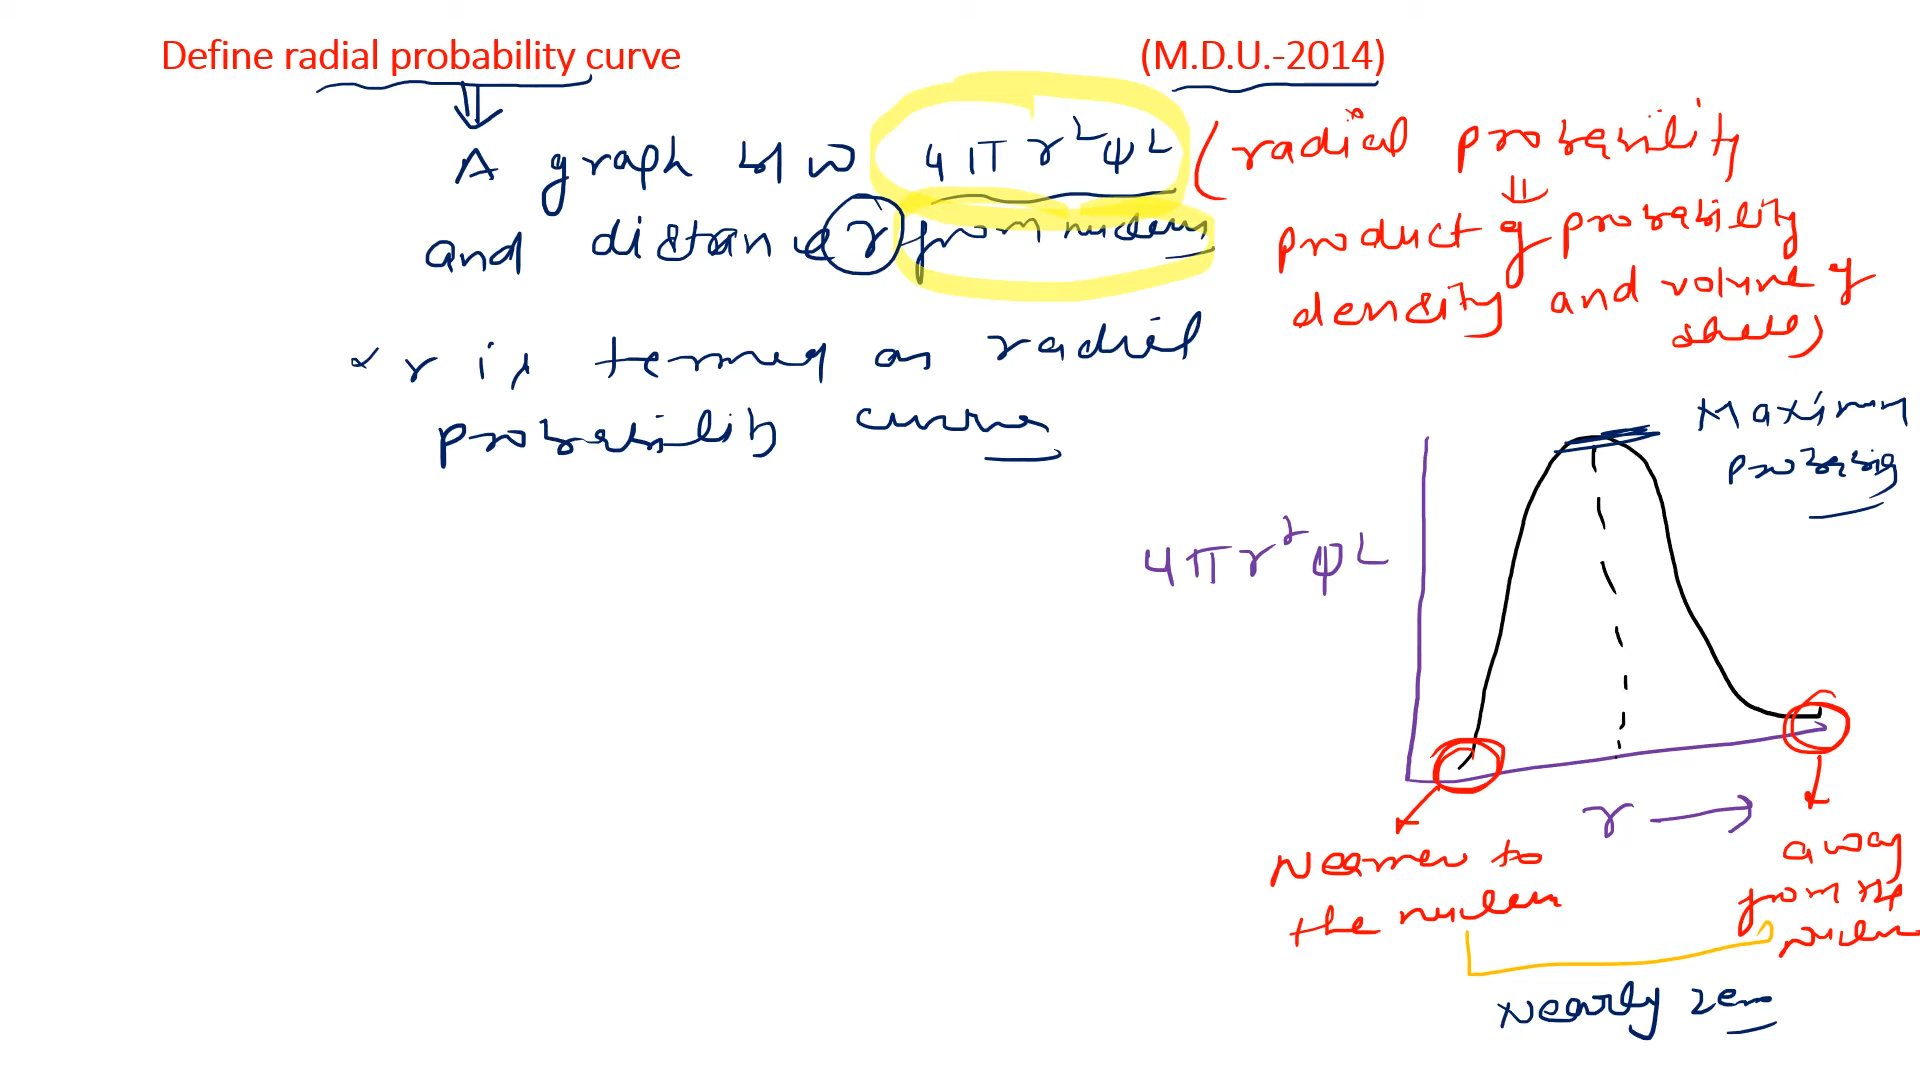 Define radial probability curve (M.D.U.-2014)
A graph b/w 4πr²ψ² (radial probability
and distance r from nucleus
product of probability
density and volume of
shell)
r is termed as radial
probability curve
Maximum
probability
4πr²ψ²
r
Nearer to
the nucleus
away
from the
nucleus
Nearly zero